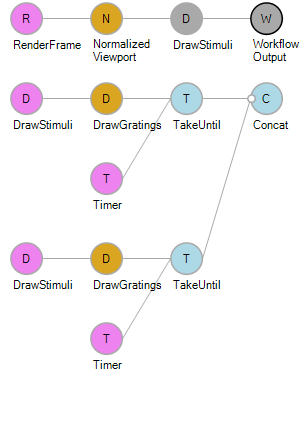 R N D W
RenderFrame Normalized Viewport DrawStimuli Workflow Output
D D T C
DrawStimuli DrawGratings TakeUntil Concat
T
Timer
D D T
DrawStimuli DrawGratings TakeUntil
T
Timer